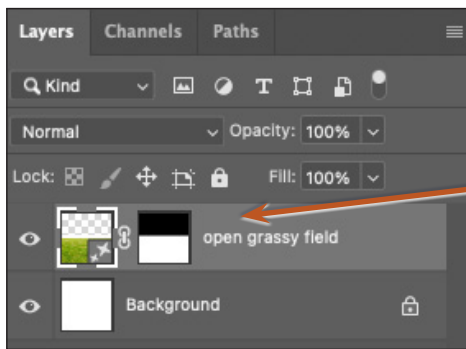 Layers Channels Paths
Kind T
Normal Opacity: 100%
Lock: Fill: 100%
open grassy field
Background